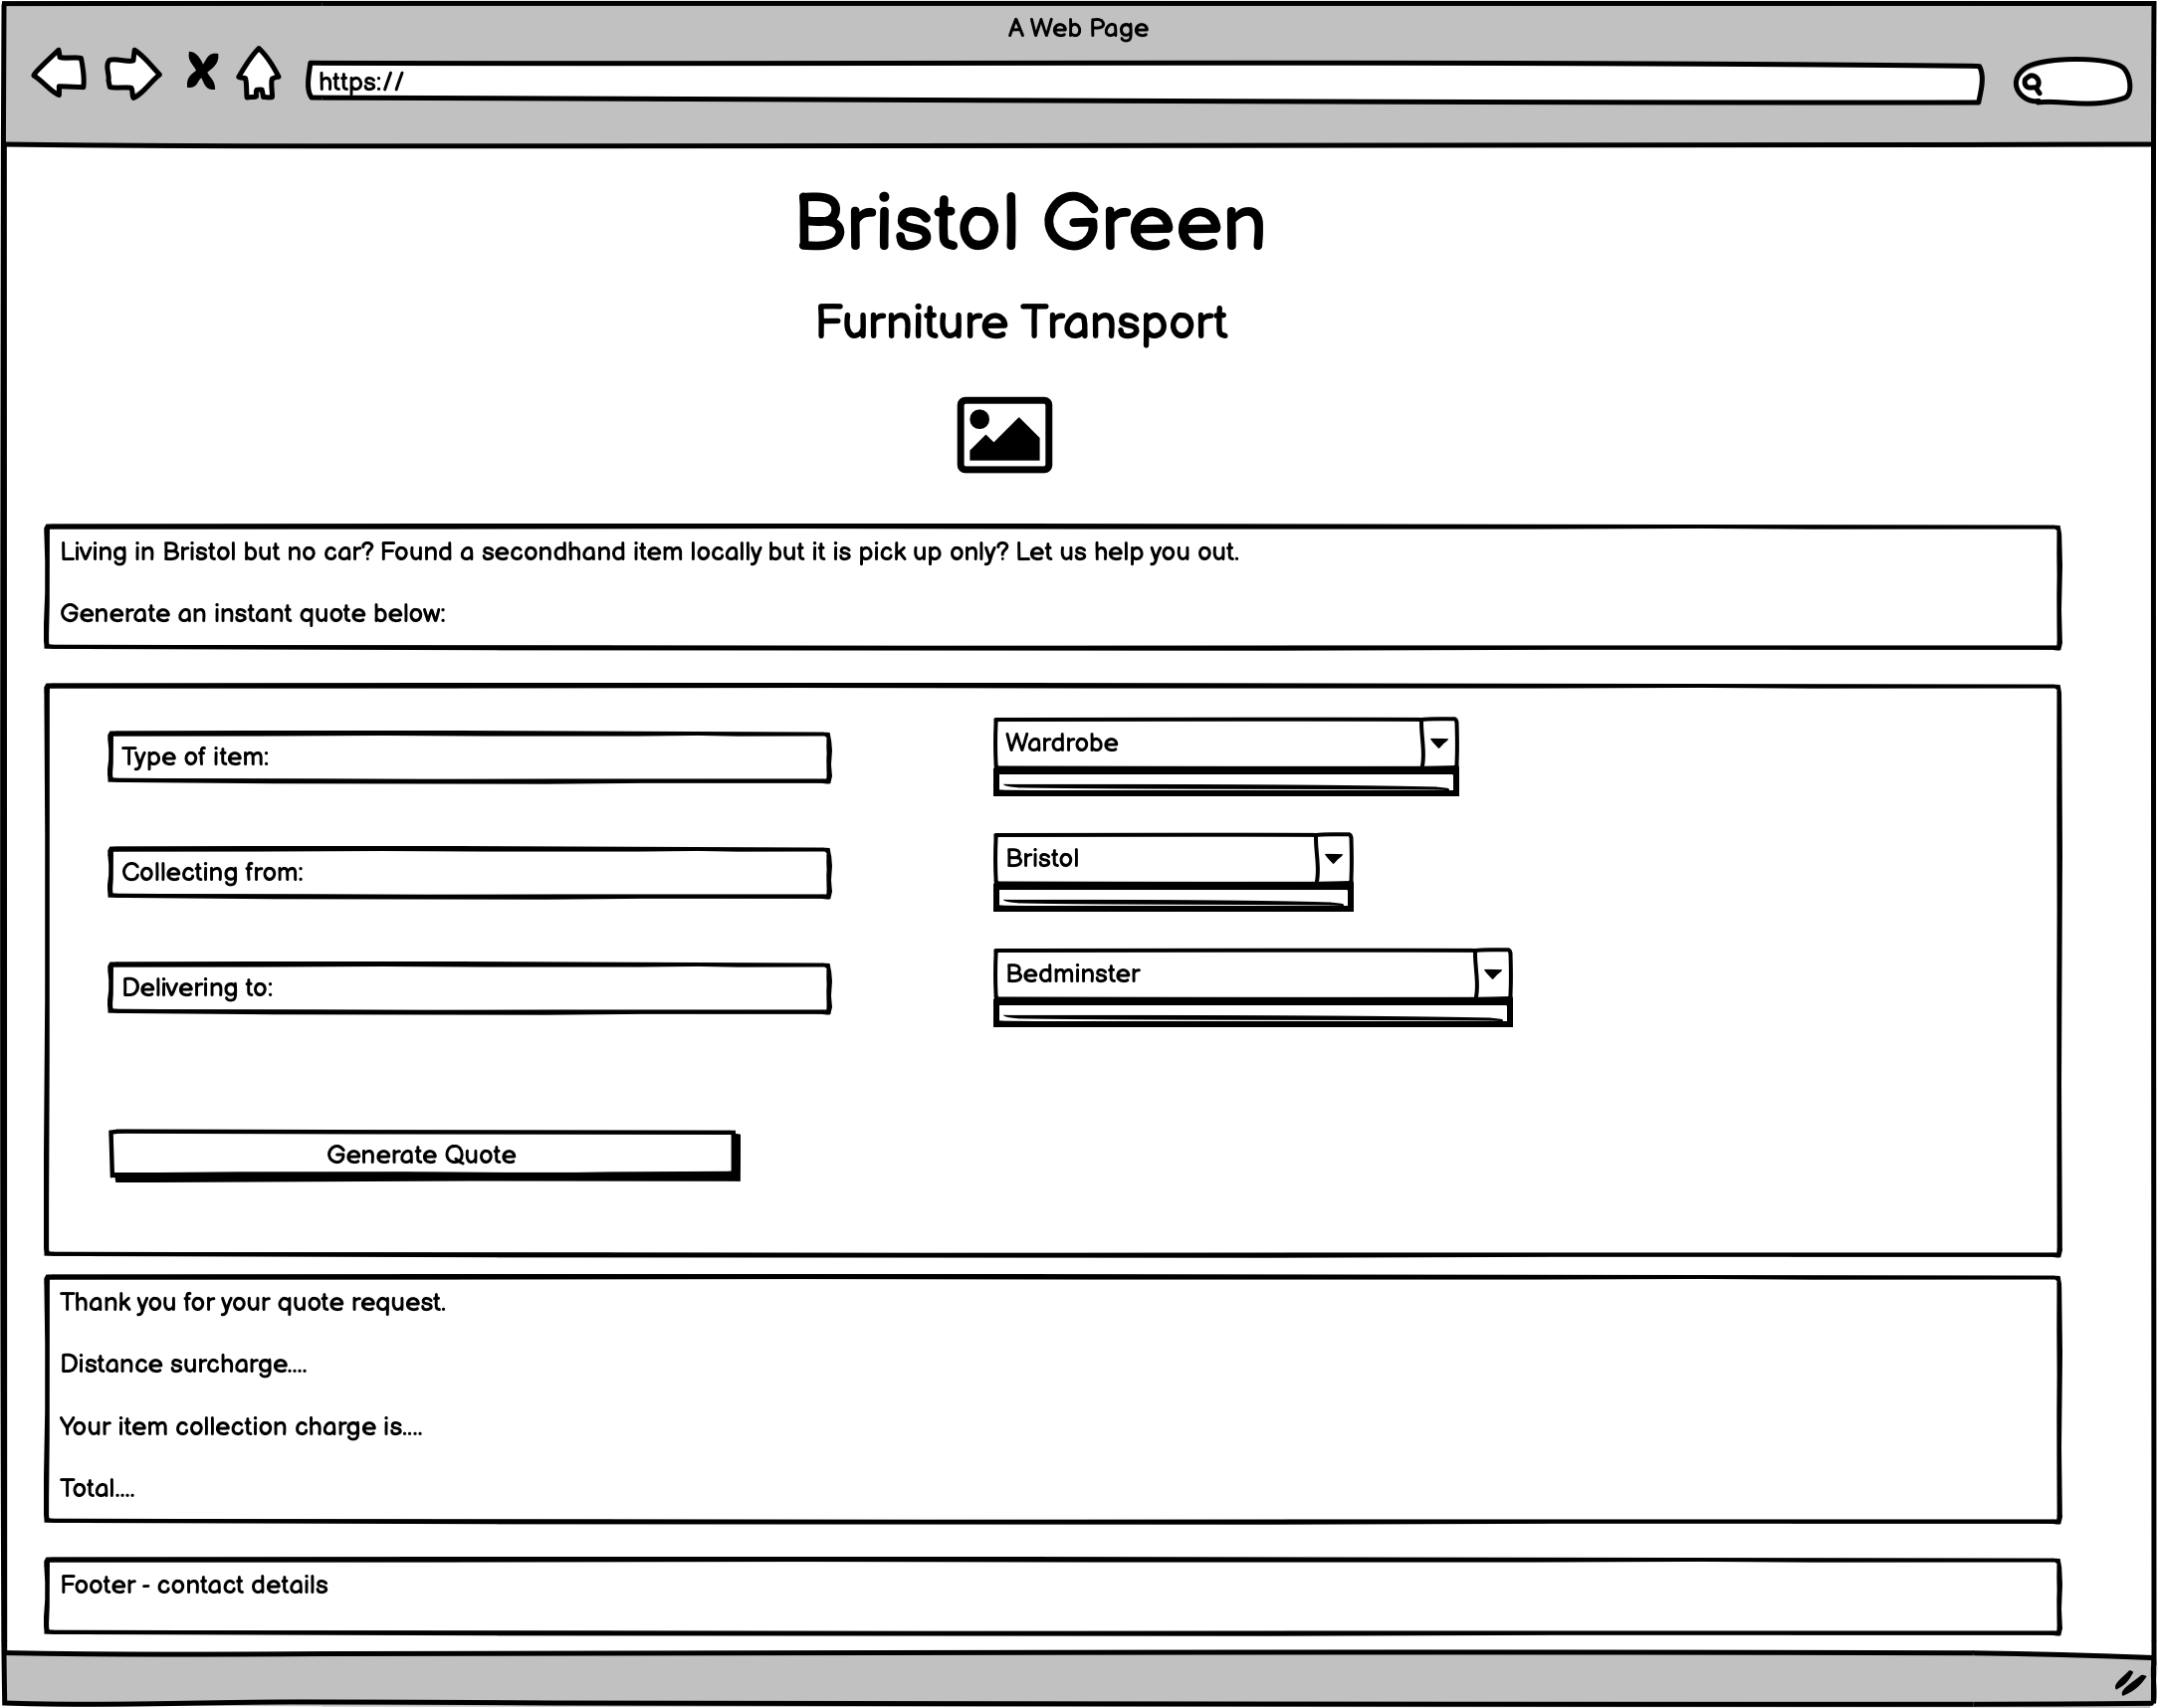 A Web Page
https://
Bristol Green
Furniture Transport
Living in Bristol but no car? Found a secondhand item locally but it is pick up only? Let us help you out.
Generate an instant quote below:
Type of item:
Wardrobe
Collecting from:
Bristol
Delivering to:
Bedminster
Generate Quote
Thank you for your quote request.
Distance surcharge....
Your item collection charge is....
Total....
Footer - contact details